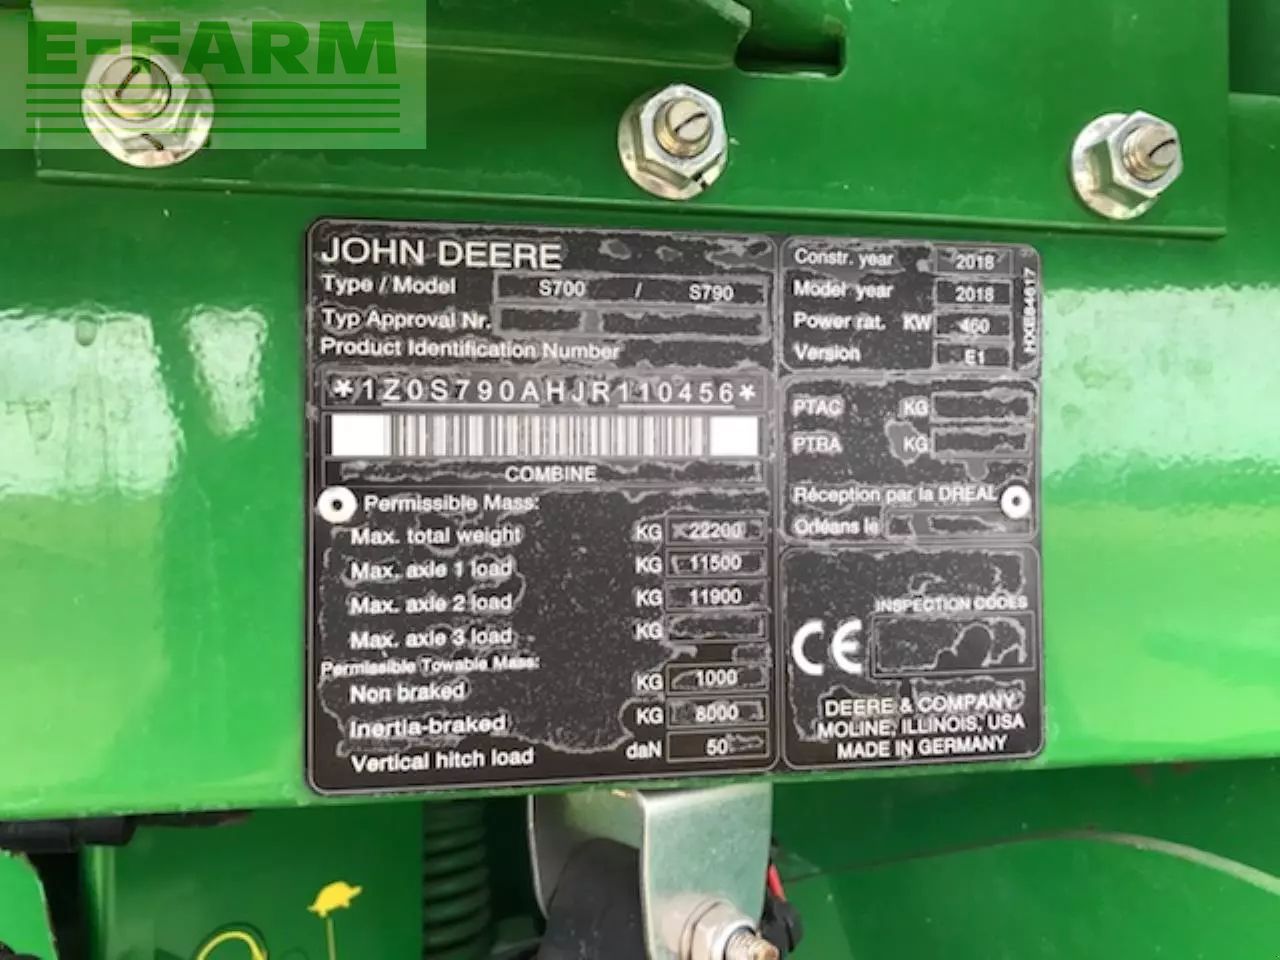 E-FARM
JOHN DEERE
Type / Model S700 / S790
Typ Approval Nr.
Product Identification Number
*1Z0S790AHJR110456*
COMBINE
Permissible Mass:
Max. total weight KG 22200
Max. axle 1 load KG 11500
Max. axle 2 load KG 11900
Max. axle 3 load KG
Permissible Towable Mass:
Non braked KG 1000
Inertia-braked KG 8000
Vertical hitch load daN 50
Constr. year 2018
Model year 2018
Power rat. KW 460
Version E1
HXE84617
PTAC KG
PTRA KG
Réception par la DREAL
Orléans le
INSPECTION CODES
CE
DEERE & COMPANY
MOLINE, ILLINOIS, USA
MADE IN GERMANY